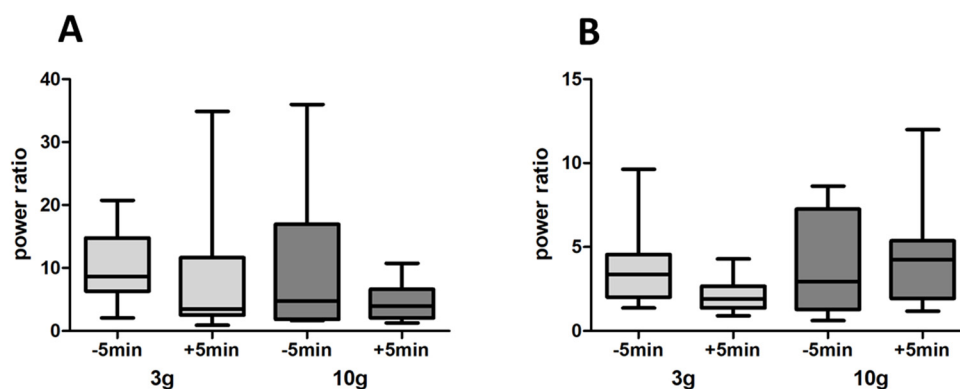 A
B
power ratio
40
30
20
10
0
-5min +5min -5min +5min
3g 10g
power ratio
15
10
5
0
-5min +5min -5min +5min
3g 10g